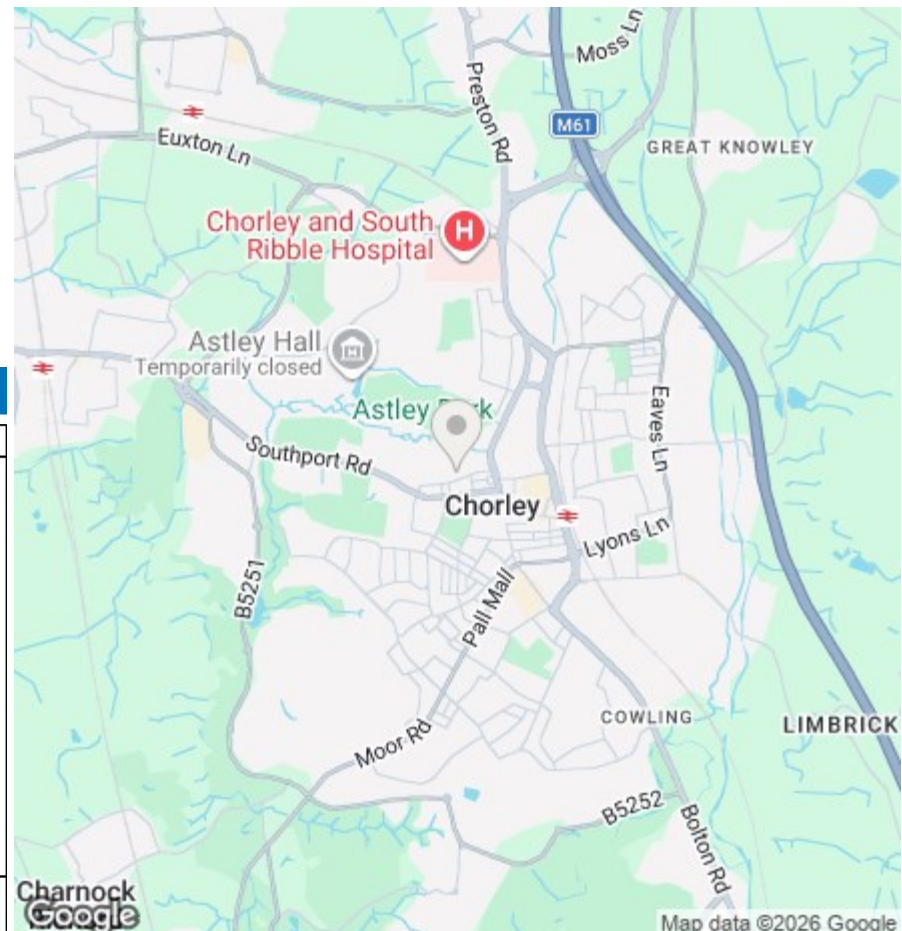 Moss Ln
Preston Rd
M61
Euxton Ln
GREAT KNOWLEY
Chorley and South
Ribble Hospital
H
Astley Hall
Temporarily closed
Astley Park
Eaves Ln
Southport Rd
Chorley
Lyons Ln
B5251
Pall Mall
COWLING
LIMBRICK
Moor Rd
B5252
Bolton Rd
Charnock
Google
Map data ©2026 Google